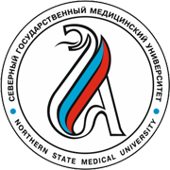 СЕВЕРНЫЙ ГОСУДАРСТВЕННЫЙ МЕДИЦИНСКИЙ УНИВЕРСИТЕТ
NORTHERN STATE MEDICAL UNIVERSITY